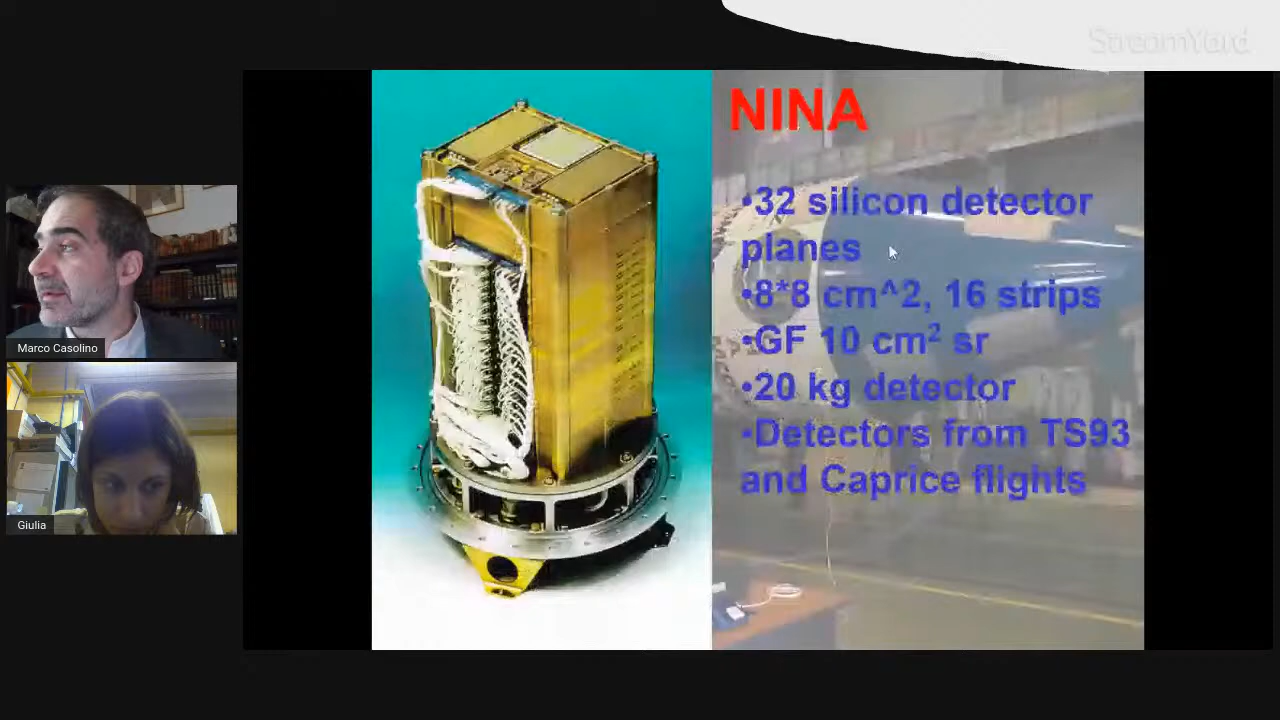 StreamYard
NINA
•32 silicon detector
planes
•8*8 cm^2, 16 strips
•GF 10 cm² sr
•20 kg detector
•Detectors from TS93
and Caprice flights
Marco Casolino
Giulia